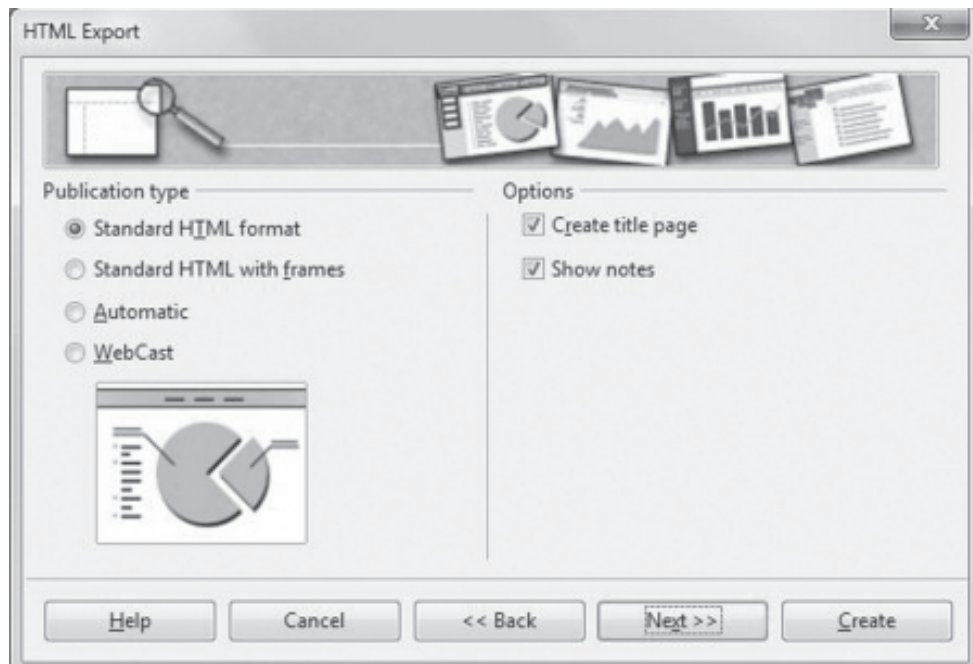 HTML Export
Publication type
Standard HTML format
Standard HTML with frames
Automatic
WebCast
Options
Create title page
Show notes
Help
Cancel
<< Back
Next >>
Create